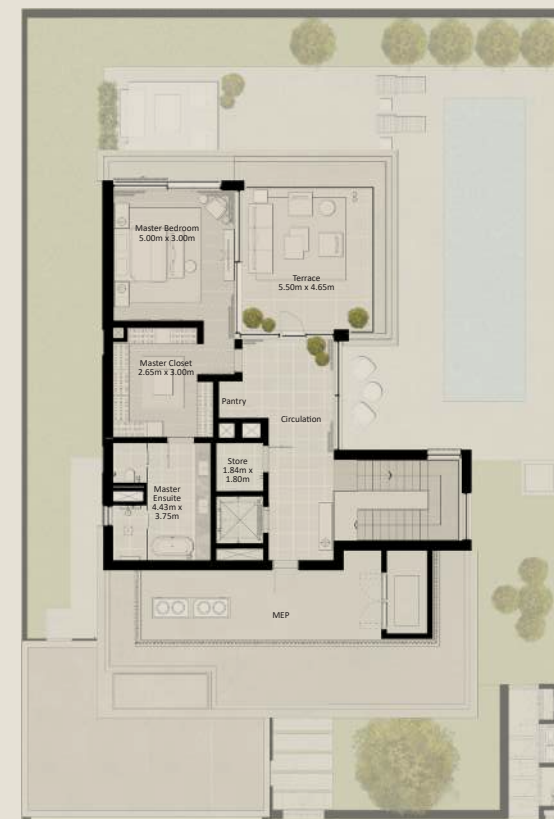 Master Bedroom
5.00m x 3.00m
Terrace
5.50m x 4.65m
Master Closet
2.65m x 3.00m
Pantry
Circulation
Store
1.84m x
1.80m
Master
Ensuite
4.43m x
3.75m
MEP